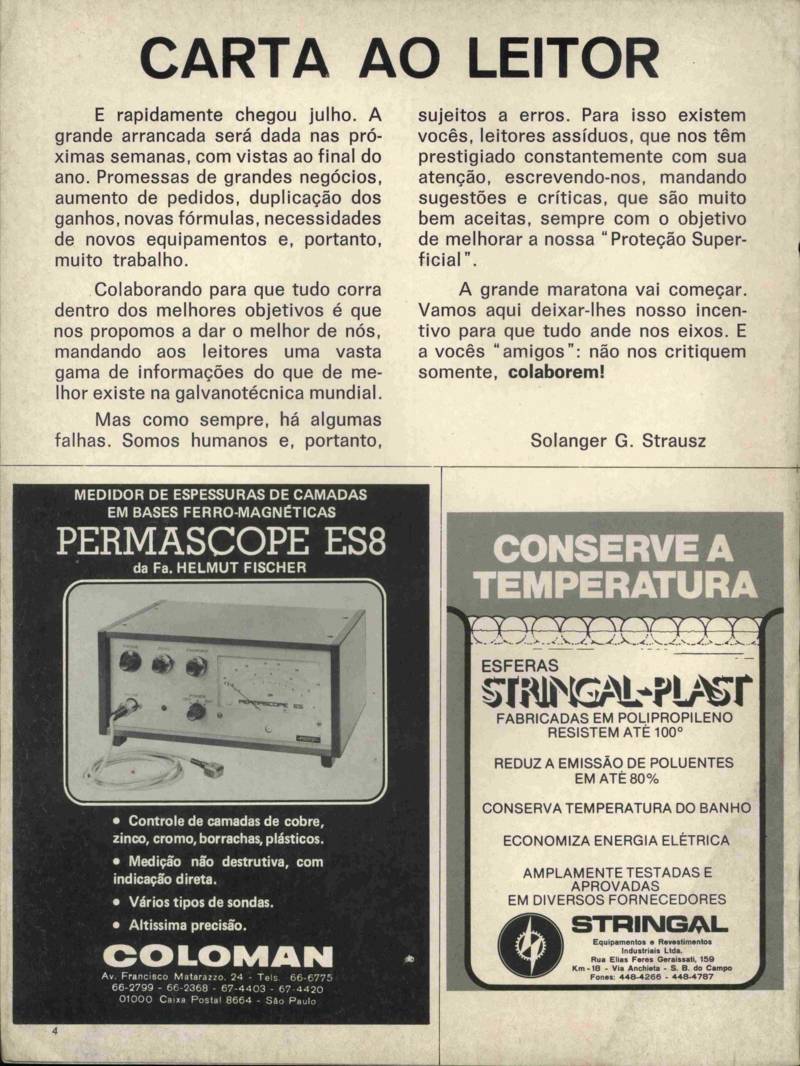 CARTA AO LEITOR
E rapidamente chegou julho. A
grande arrancada será dada nas pró-
ximas semanas, com vistas ao final do
ano. Promessas de grandes negócios,
aumento de pedidos, duplicação dos
ganhos, novas fórmulas, necessidades
de novos equipamentos e, portanto,
muito trabalho.
Colaborando para que tudo corra
dentro dos melhores objetivos é que
nos propomos a dar o melhor de nós,
mandando aos leitores uma vasta
gama de informações do que de me-
lhor existe na galvanotécnica mundial.
Mas como sempre, há algumas
falhas. Somos humanos e, portanto,
sujeitos a erros. Para isso existem
vocês, leitores assíduos, que nos têm
prestigiado constantemente com sua
atenção, escrevendo-nos, mandando
sugestões e críticas, que são muito
bem aceitas, sempre com o objetivo
de melhorar a nossa "Proteção Super-
ficial".
A grande maratona vai começar.
Vamos aqui deixar-lhes nosso incen-
tivo para que tudo ande nos eixos. E
a vocês "amigos": não nos critiquem
somente, colaborem!
Solanger G. Strausz
MEDIDOR DE ESPESSURAS DE CAMADAS
EM BASES FERRO-MAGNÉTICAS
PERMASCOPE ES8
da Fa. HELMUT FISCHER
PERMASCOPE ES
• Controle de camadas de cobre,
zinco, cromo, borrachas, plásticos.
• Medição não destrutiva, com
indicação direta.
• Vários tipos de sondas.
• Altissima precisão.
COLOMAN
Av. Francisco Matarazzo, 24 - Tels. 66-6775
66-2799 - 66-2368 - 67-4403 - 67-4420
01000 Caixa Postal 8664 - São Paulo
CONSERVE A
TEMPERATURA
ESFERAS
STRINGAL-PLAST
FABRICADAS EM POLIPROPILENO
RESISTEM ATÉ 100º
REDUZ A EMISSÃO DE POLUENTES
EM ATÉ 80%
CONSERVA TEMPERATURA DO BANHO
ECONOMIZA ENERGIA ELÉTRICA
AMPLAMENTE TESTADAS E
APROVADAS
EM DIVERSOS FORNECEDORES
STRINGAL
Equipamentos e Revestimentos
Industriais Ltda.
Rua Elias Feres Geraissati, 159
Km-18 - Via Anchieta - S. B. do Campo
Fones: 448-4266 - 448-4787
4